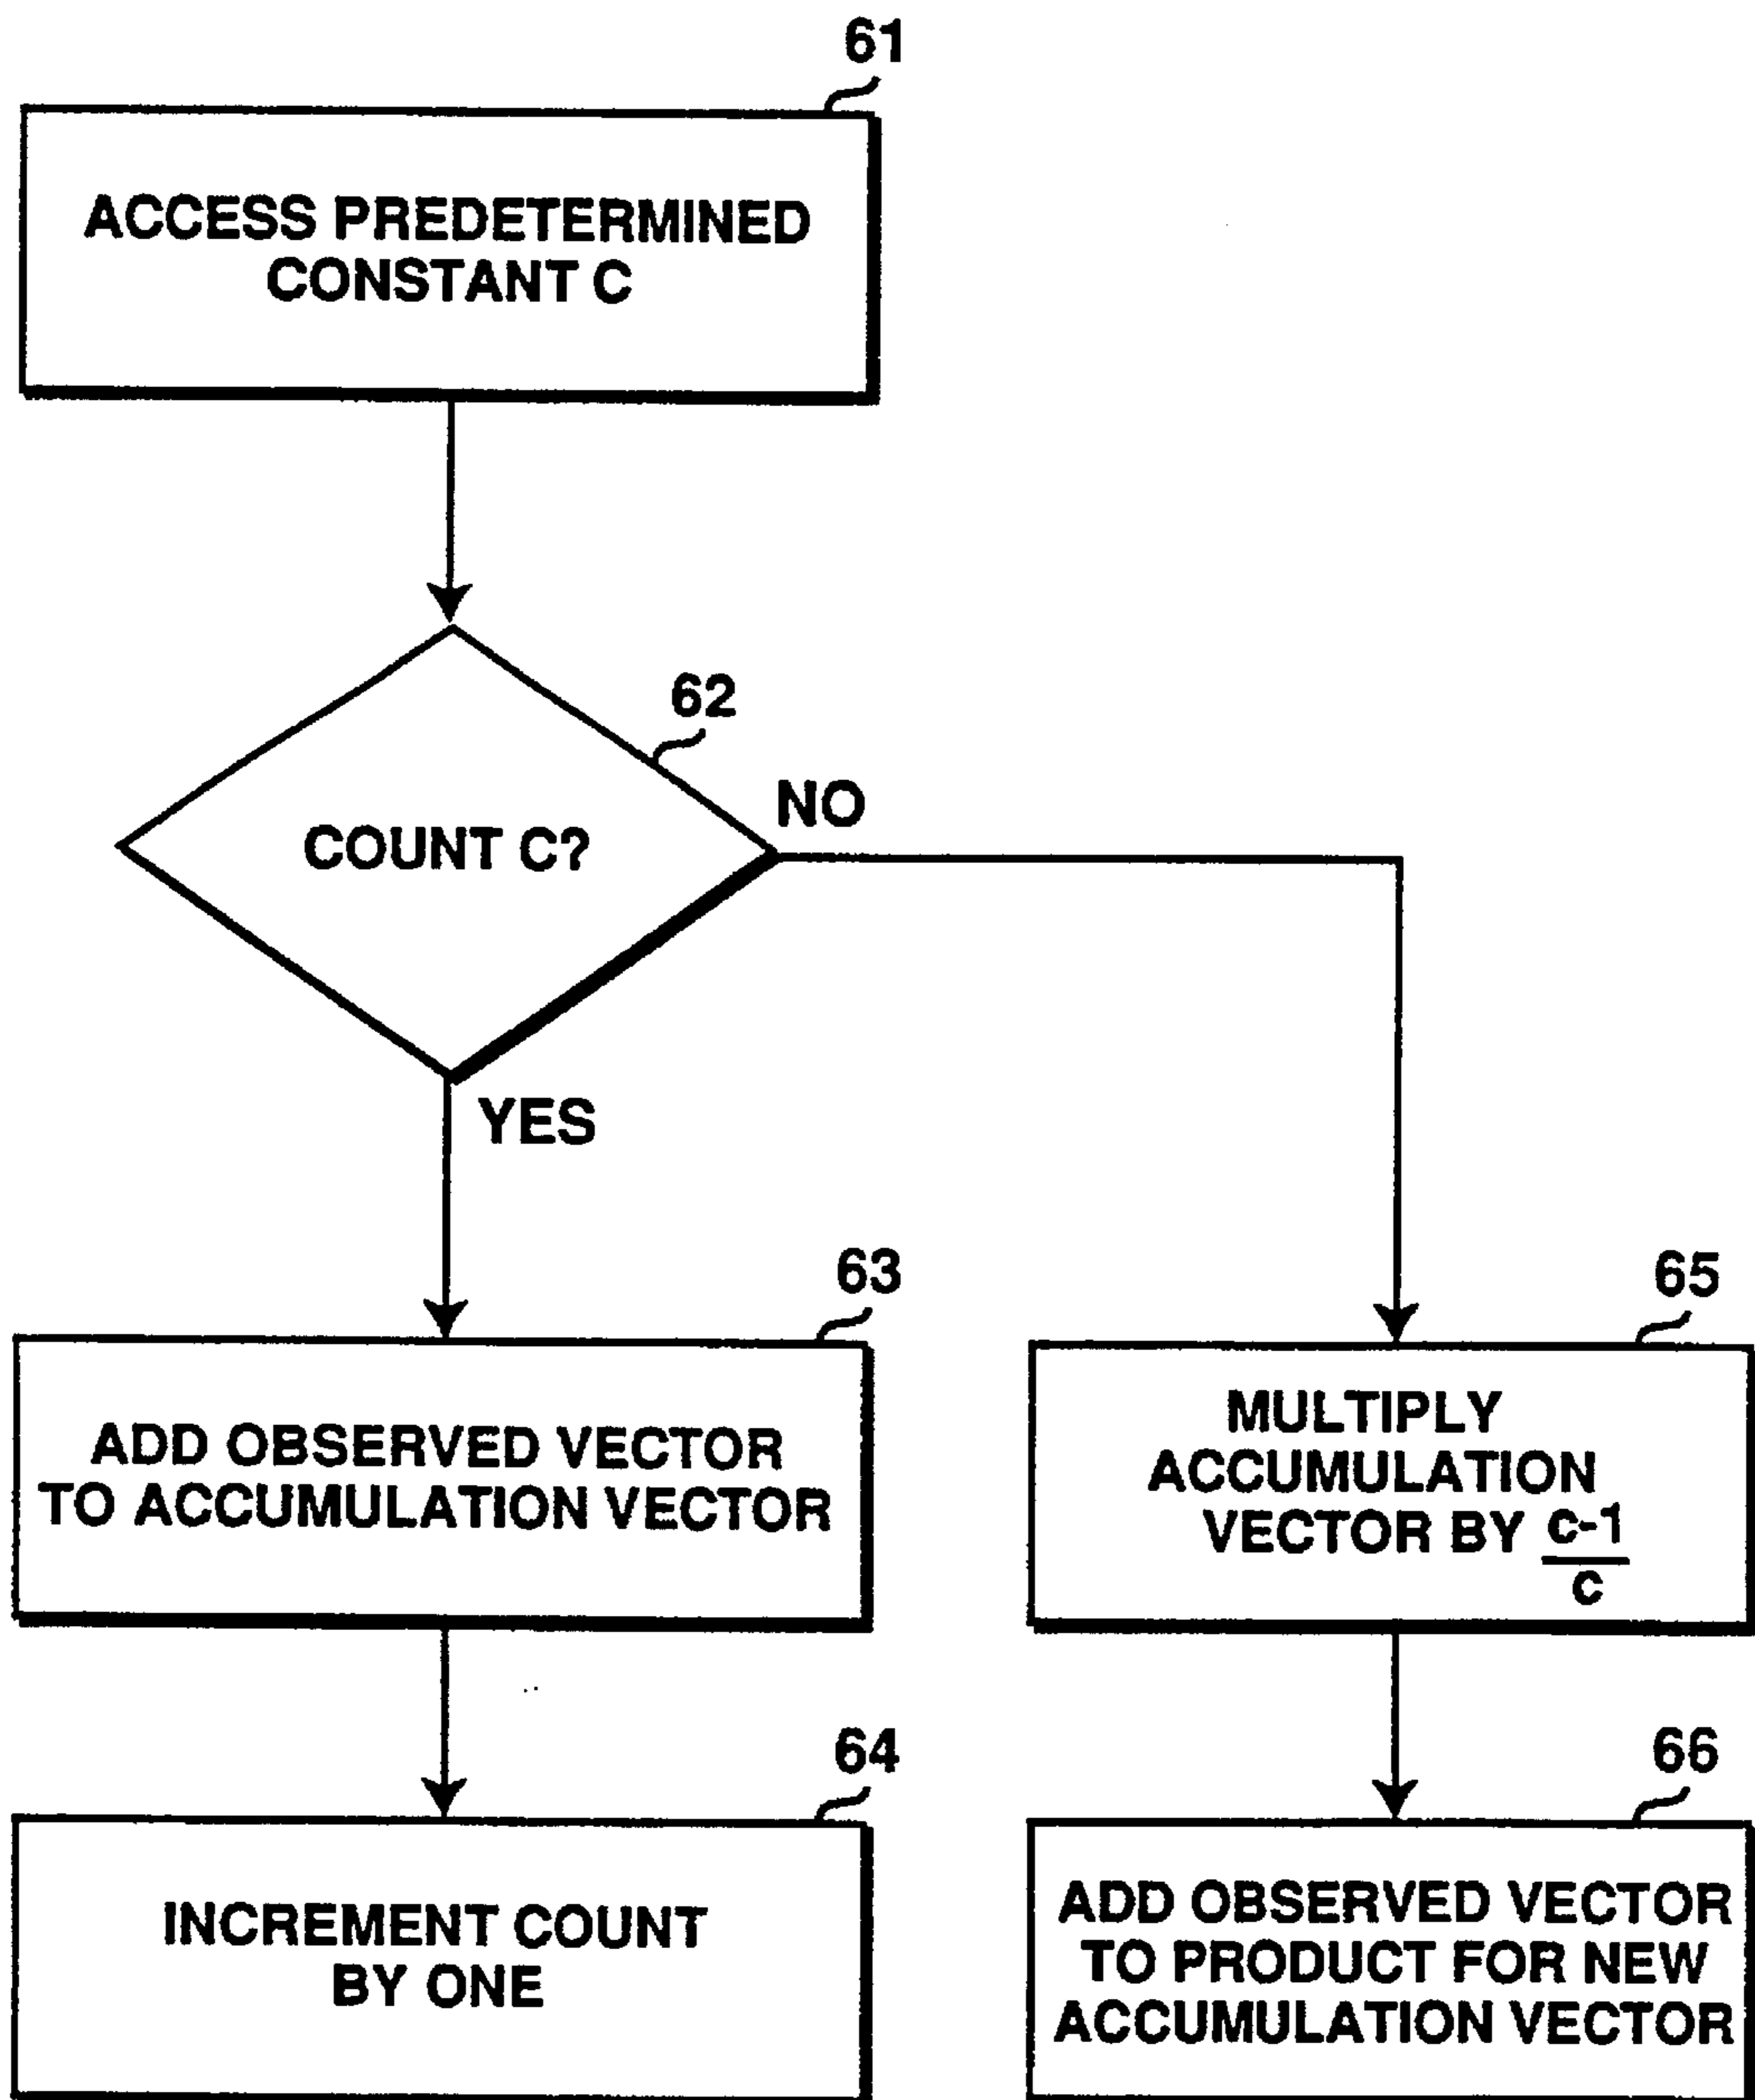 61
ACCESS PREDETERMINED
CONSTANT C
62
COUNT C?
NO
YES
63
ADD OBSERVED VECTOR
TO ACCUMULATION VECTOR
64
INCREMENT COUNT
BY ONE
65
MULTIPLY
ACCUMULATION
VECTOR BY c-1
c
66
ADD OBSERVED VECTOR
TO PRODUCT FOR NEW
ACCUMULATION VECTOR